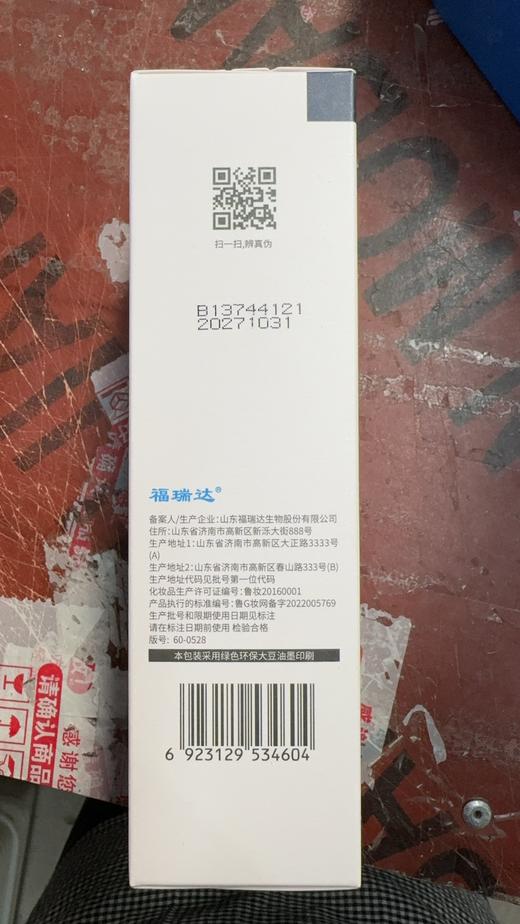 扫一扫,辨真伪
B13744121
20271031
福瑞达®
备案人/生产企业:山东福瑞达生物股份有限公司
住所:山东省济南市高新区新泺大街888号
生产地址1:山东省济南市高新区大正路3333号
(A)
生产地址2:山东省济南市高新区春山路333号(B)
生产地址代码见批号第一位代码
化妆品生产许可证编号:鲁妆20160001
产品执行的标准编号:鲁G妆网备字2022005769
生产批号和限期使用日期见标注
请在标注日期前使用 检验合格
版号: 60-0528
本包装采用绿色环保大豆油墨印刷
6 923129 534604
请确认商品
感谢您